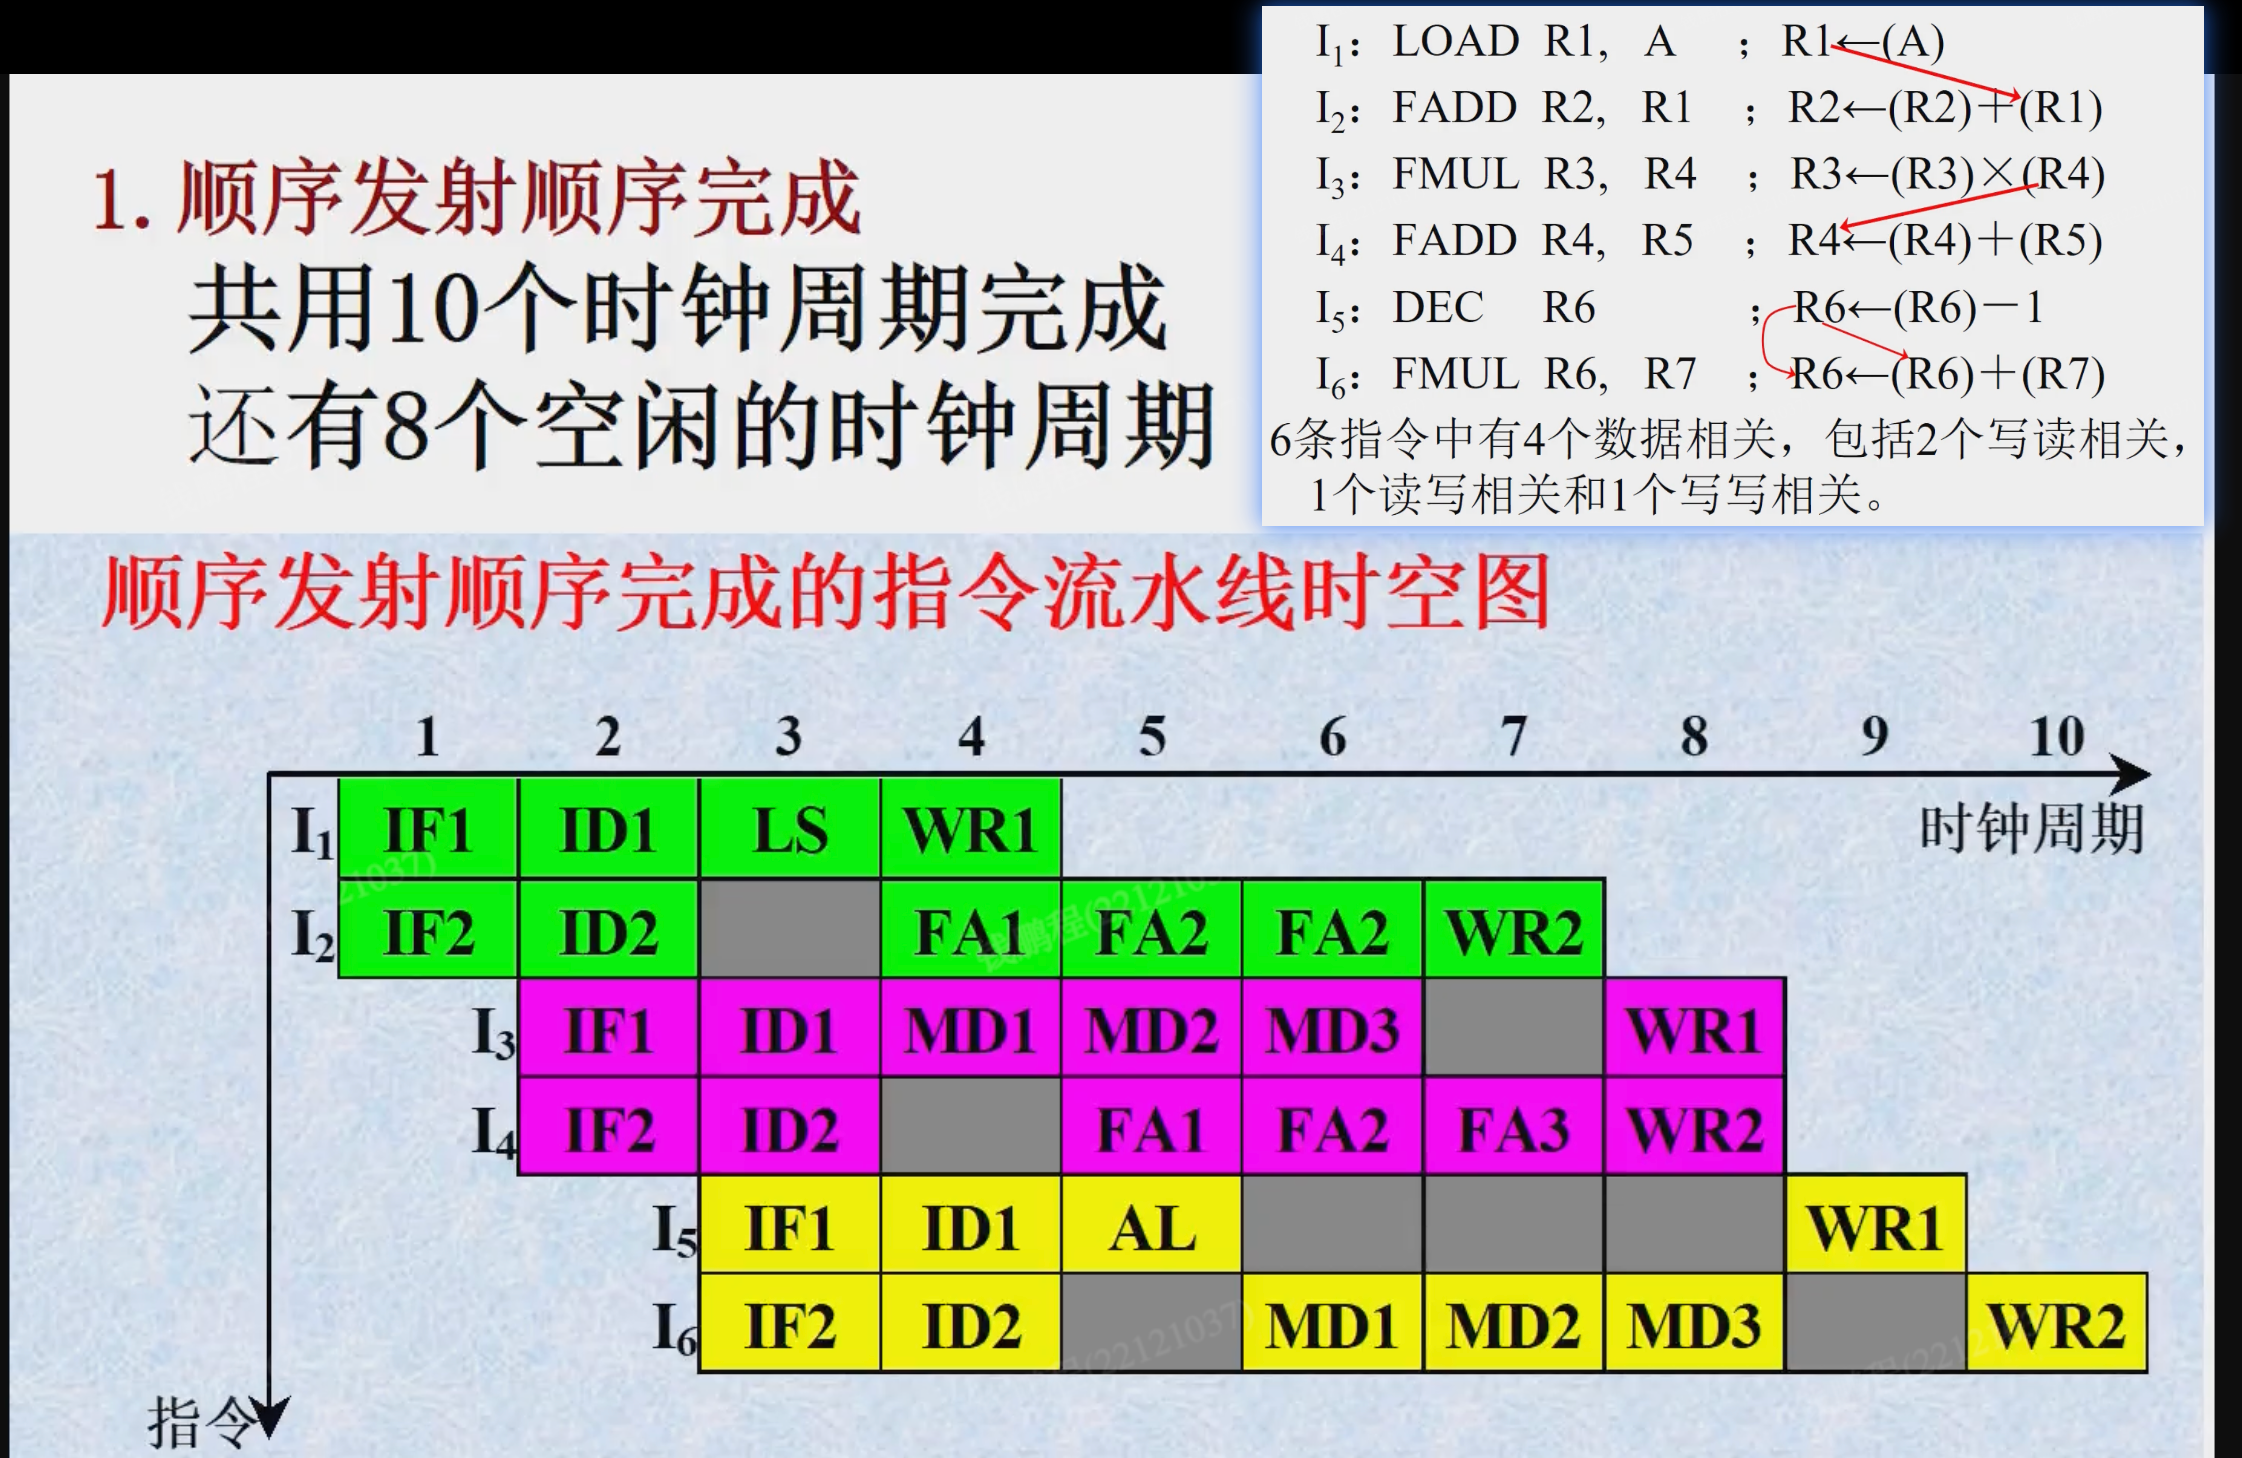 1. 顺序发射顺序完成
共用10个时钟周期完成
还有8个空闲的时钟周期
I1: LOAD R1, A ; R1←(A)
I2: FADD R2, R1 ; R2←(R2)+(R1)
I3: FMUL R3, R4 ; R3←(R3)×(R4)
I4: FADD R4, R5 ; R4←(R4)+(R5)
I5: DEC R6 ; R6←(R6)－1
I6: FMUL R6, R7 ; R6←(R6)+(R7)
6条指令中有4个数据相关，包括2个写读相关，
1个读写相关和1个写写相关。
顺序发射顺序完成的指令流水线时空图
1 2 3 4 5 6 7 8 9 10
时钟周期
I1 IF1 ID1 LS WR1
I2 IF2 ID2 FA1 FA2 FA2 WR2
I3 IF1 ID1 MD1 MD2 MD3 WR1
I4 IF2 ID2 FA1 FA2 FA3 WR2
I5 IF1 ID1 AL WR1
I6 IF2 ID2 MD1 MD2 MD3 WR2
指令